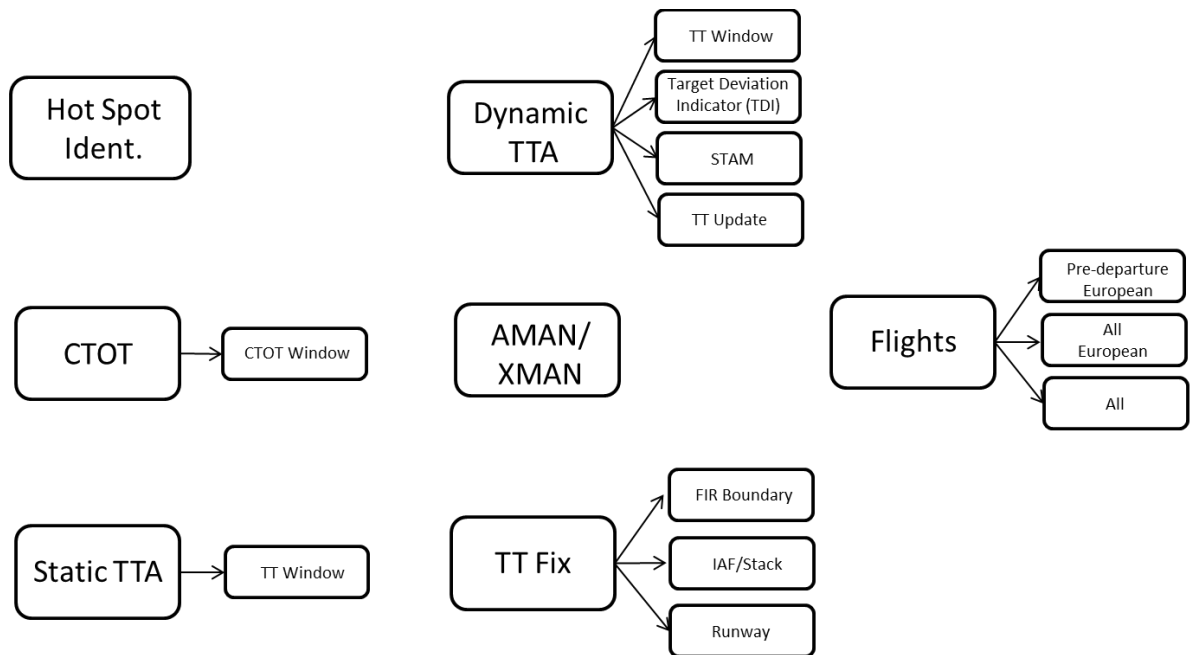 Hot Spot
Ident.
Dynamic
TTA
TT Window
Target Deviation
Indicator (TDI)
STAM
TT Update
CTOT
CTOT Window
AMAN/
XMAN
Flights
Pre-departure
European
All
European
All
Static TTA
TT Window
TT Fix
FIR Boundary
IAF/Stack
Runway